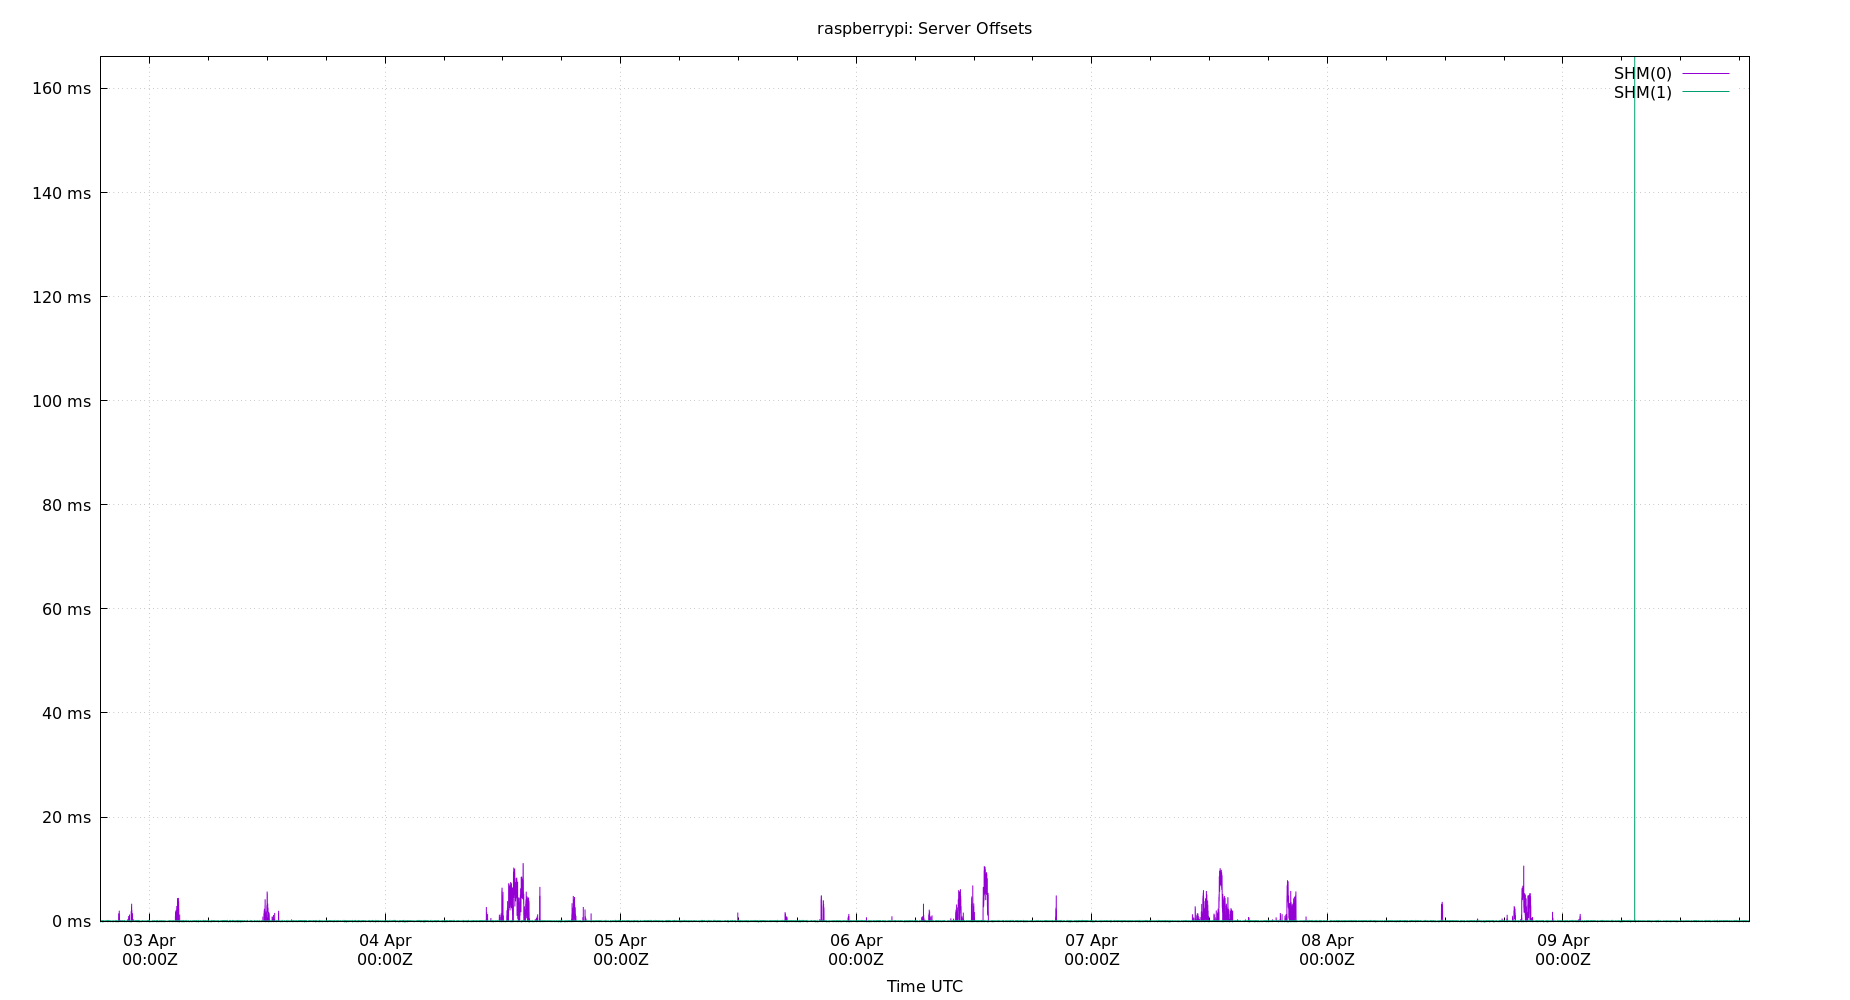 raspberrypi: Server Offsets
SHM(0)
SHM(1)
160 ms
140 ms
120 ms
100 ms
80 ms
60 ms
40 ms
20 ms
0 ms
03 Apr 04 Apr 05 Apr 06 Apr 07 Apr 08 Apr 09 Apr
00:00Z 00:00Z 00:00Z 00:00Z 00:00Z 00:00Z 00:00Z
Time UTC